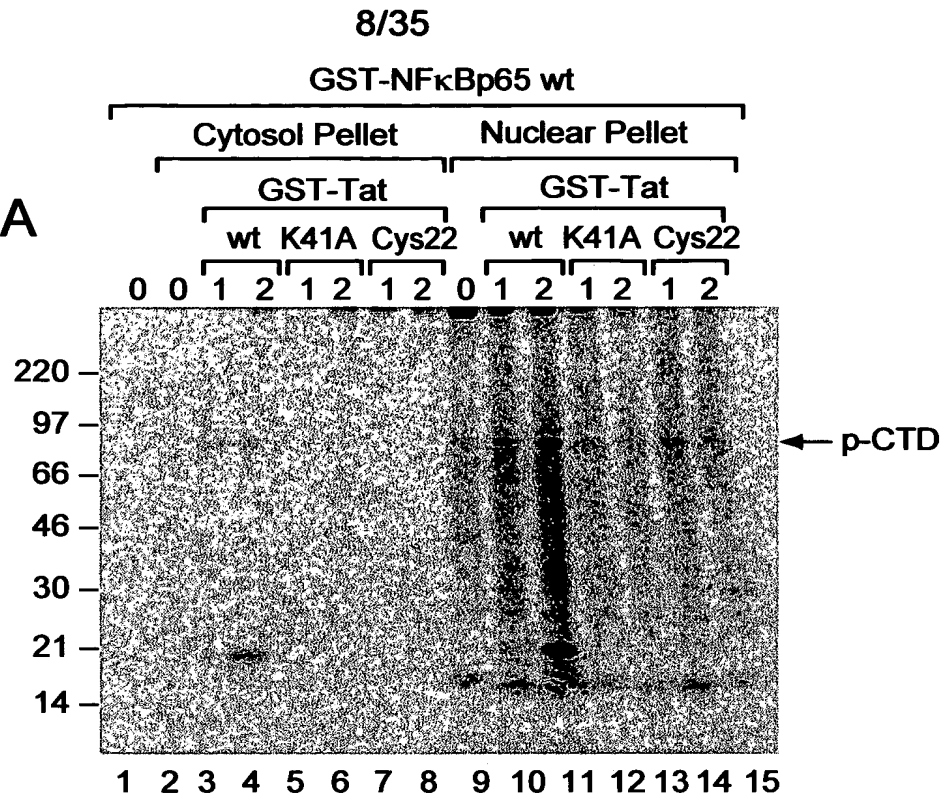 8/35
GST-NFκBp65 wt
Cytosol Pellet Nuclear Pellet
GST-Tat GST-Tat
A
wt K41A Cys22 wt K41A Cys22
0 0 1 2 1 2 1 2 0 1 2 1 2 1 2
220
97
p-CTD
66
46
30
21
14
1 2 3 4 5 6 7 8 9 10 11 12 13 14 15